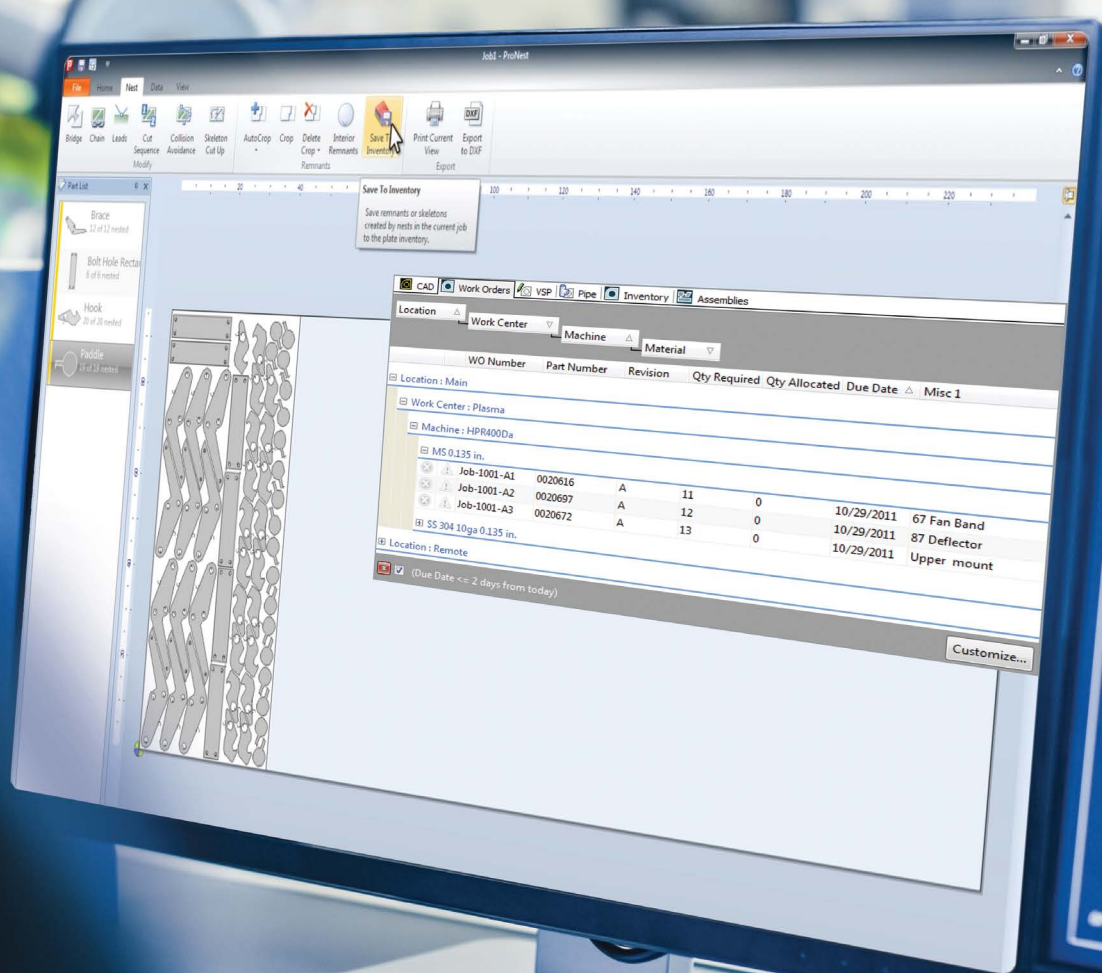 Job1 - ProNest
File Home Nest Data View
Bridge Chain Leads Cut Sequence Collision Avoidance Skeleton Cut Up AutoCrop Crop Delete Crop Interior Remnants Save To Inventory Print Current View Export to DXF
Modify Remnants Export
Part List
20 40 100 120 140 160 180 200 220
Save To Inventory
Save remnants or skeletons
created by nests in the current job
to the plate inventory.
Brace
12 of 12 nested
Bolt Hole Rectan
6 of 6 nested
Hook
20 of 20 nested
Paddle
CAD Work Orders VSP Pipe Inventory Assemblies
Location Work Center Machine Material
WO Number Part Number Revision Qty Required Qty Allocated Due Date Misc 1
Location : Main
Work Center : Plasma
Machine : HPR400Da
MS 0.135 in.
Job-1001-A1 0020616 A 11 0 10/29/2011 67 Fan Band
Job-1001-A2 0020697 A 12 0 10/29/2011 87 Deflector
Job-1001-A3 0020672 A 13 0 10/29/2011 Upper mount
SS 304 10ga 0.135 in.
Location : Remote
(Due Date <= 2 days from today)
Customize...